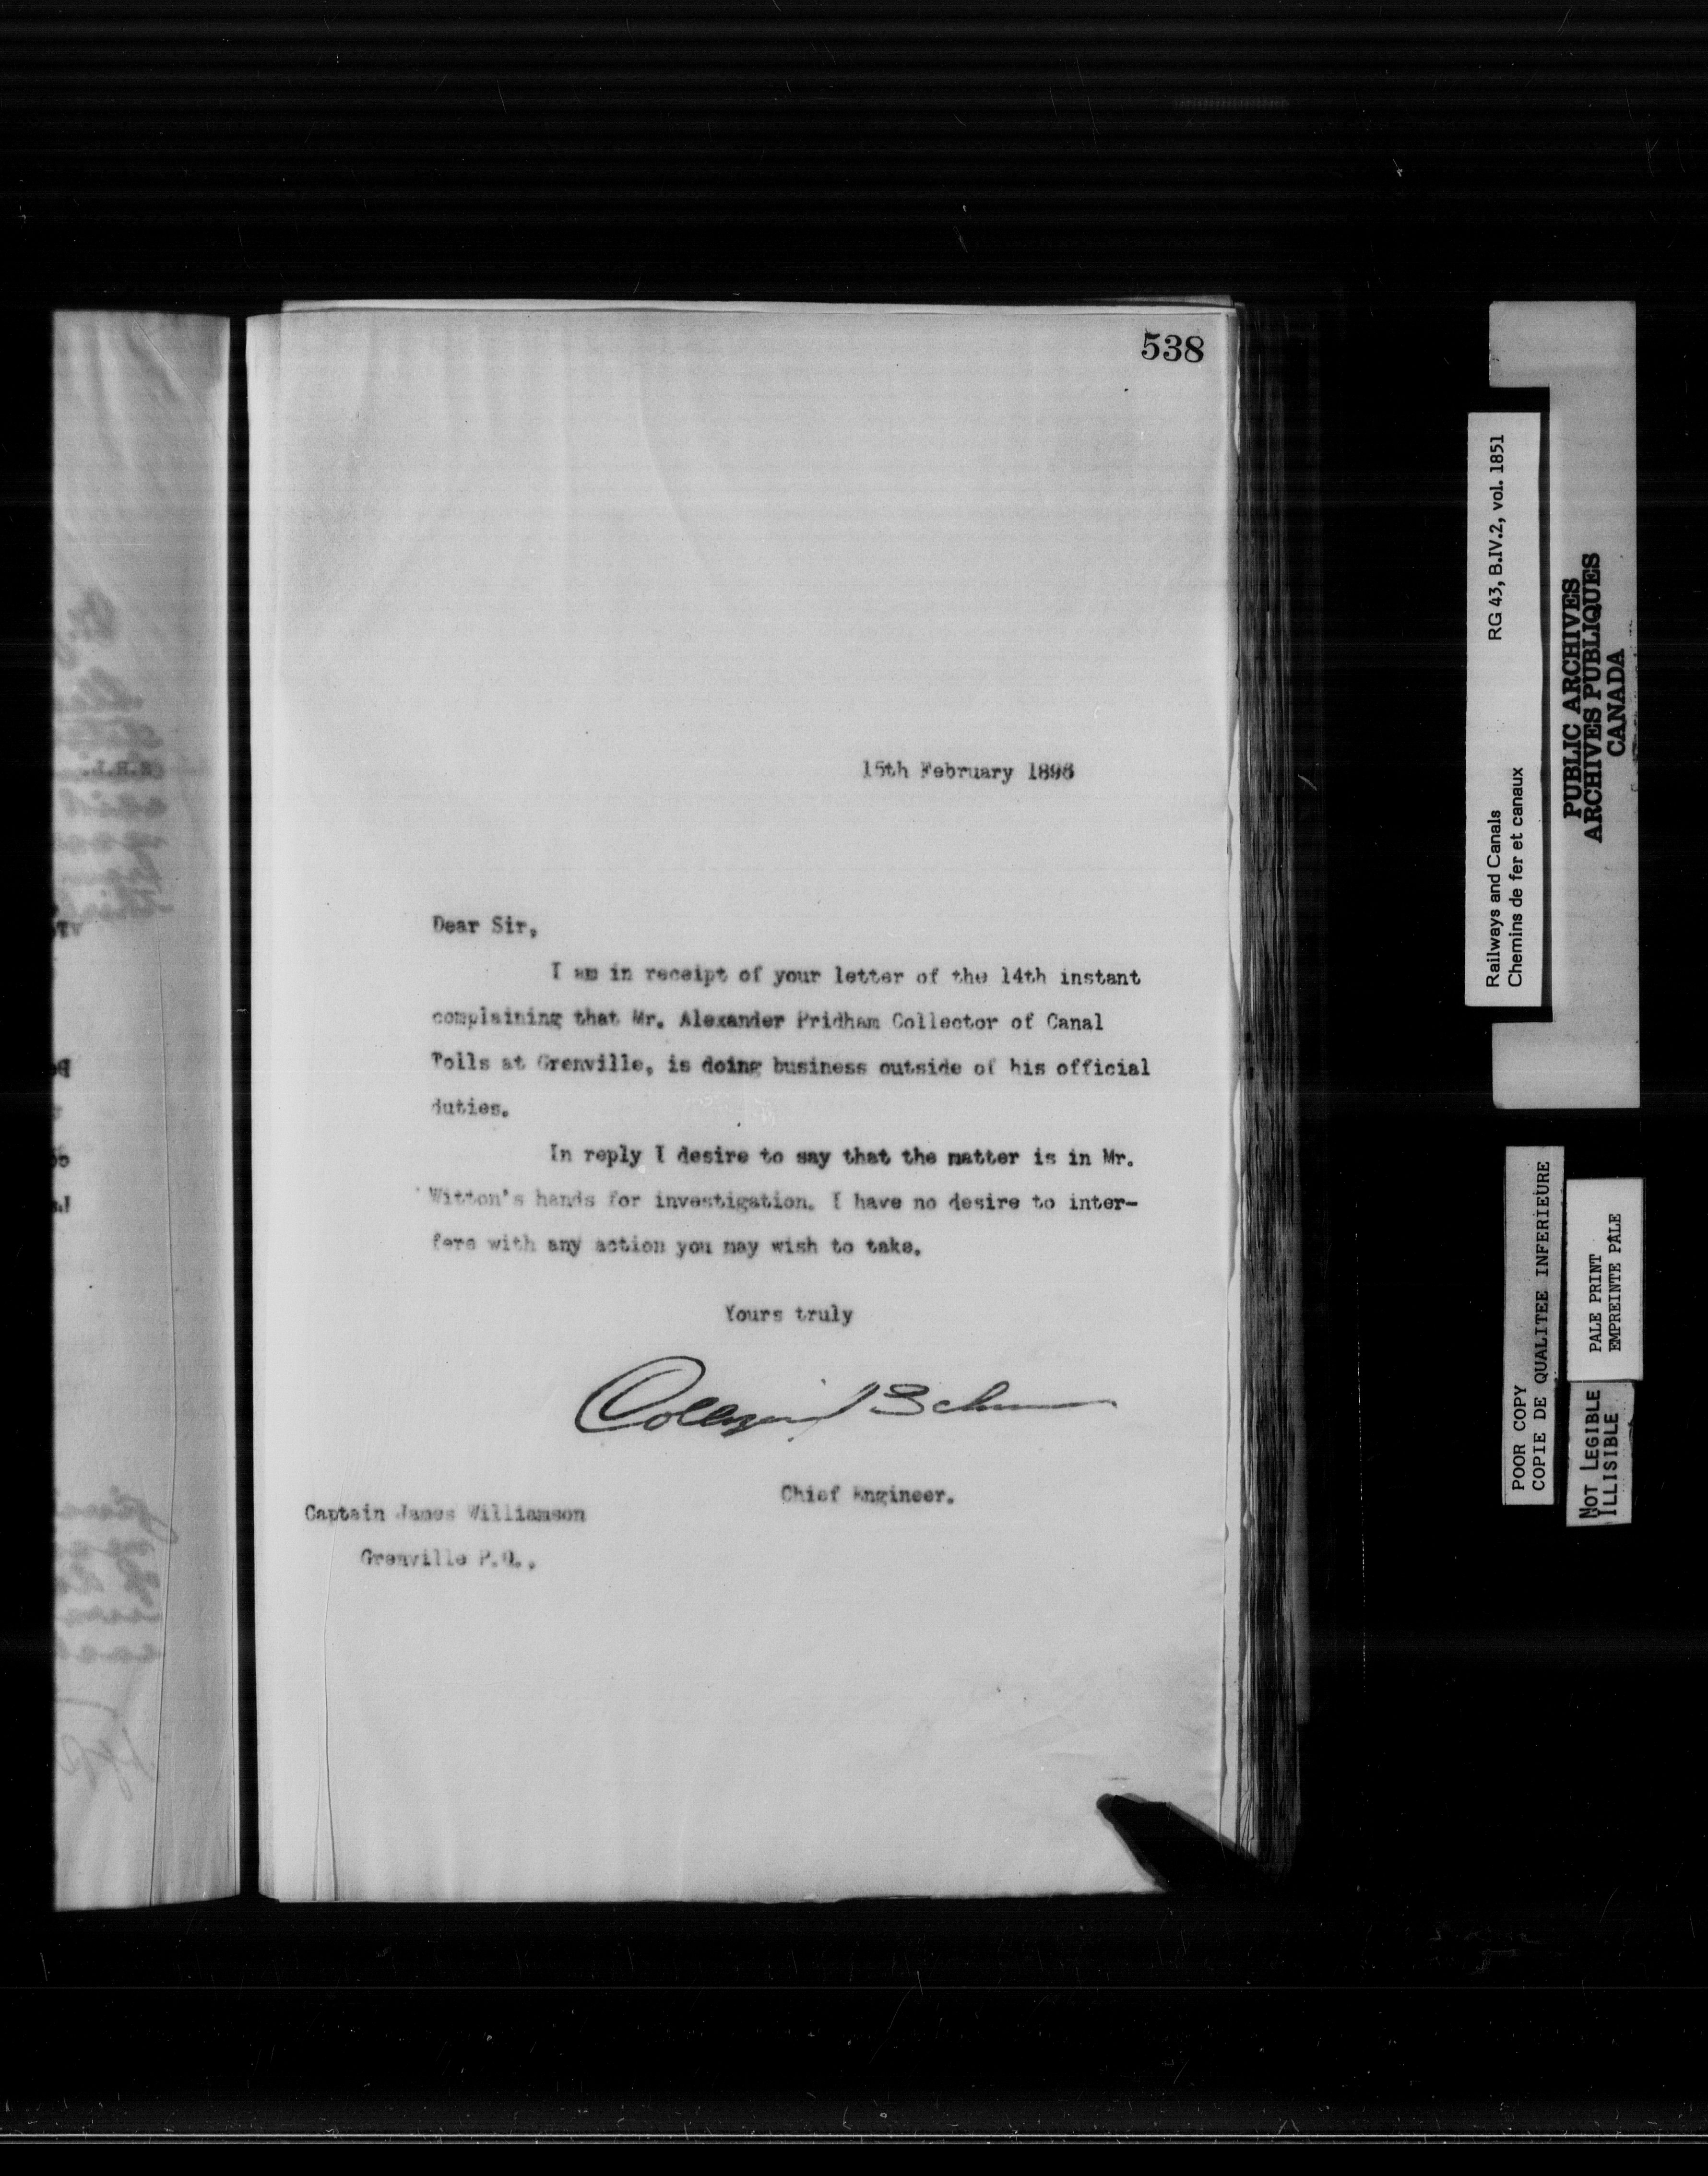 538
15th February 1898
Dear Sir,
I am in receipt of your letter of the 14th instant
complaining that Mr. Alexander Pridham Collector of Canal
Tolls at Grenville, is doing business outside of his official
duties.
In reply I desire to say that the matter is in Mr.
Witton's hands for investigation. I have no desire to inter-
fere with any action you may wish to take.
Yours truly
Collingwood Schreiber
Chief Engineer.
Captain James Williamson
Grenville P.Q.,
Railways and Canals RG 43, B.IV.2, vol. 1851
Chemins de fer et canaux
PUBLIC ARCHIVES
ARCHIVES PUBLIQUES
CANADA
POOR COPY
COPIE DE QUALITEE INFERIEURE
PALE PRINT
EMPREINTE PALE
NOT LEGIBLE
ILLISIBLE